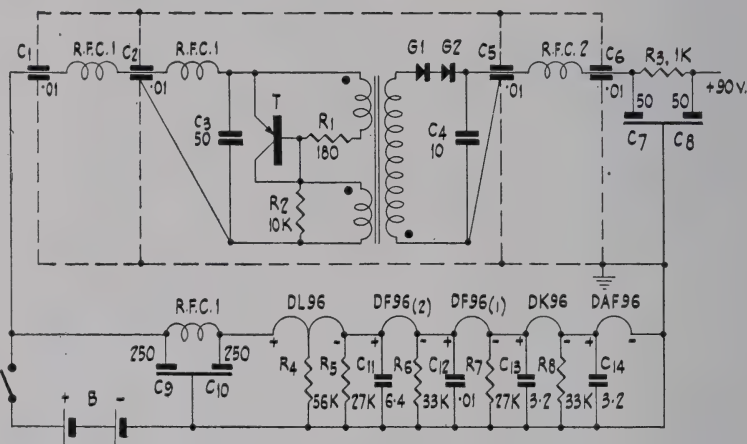 C1 R.F.C.1 C2 R.F.C.1 G1 G2 C5 R.F.C.2 C6 R3, 1K
.01 .01 .01 .01
+90 v.
50 50
C7 C8
T
R1
180
C3
50
C4
10
R2
10K
R.F.C.1 DL96 DF96(2) DF96(1) DK96 DAF96
+ - + - + - + - + -
250 250
C9 C10
R4 R5 C11 R6 C12 R7 C13 R8 C14
56K 27K 6.4 33K .01 27K 3.2 33K 3.2
+ B -